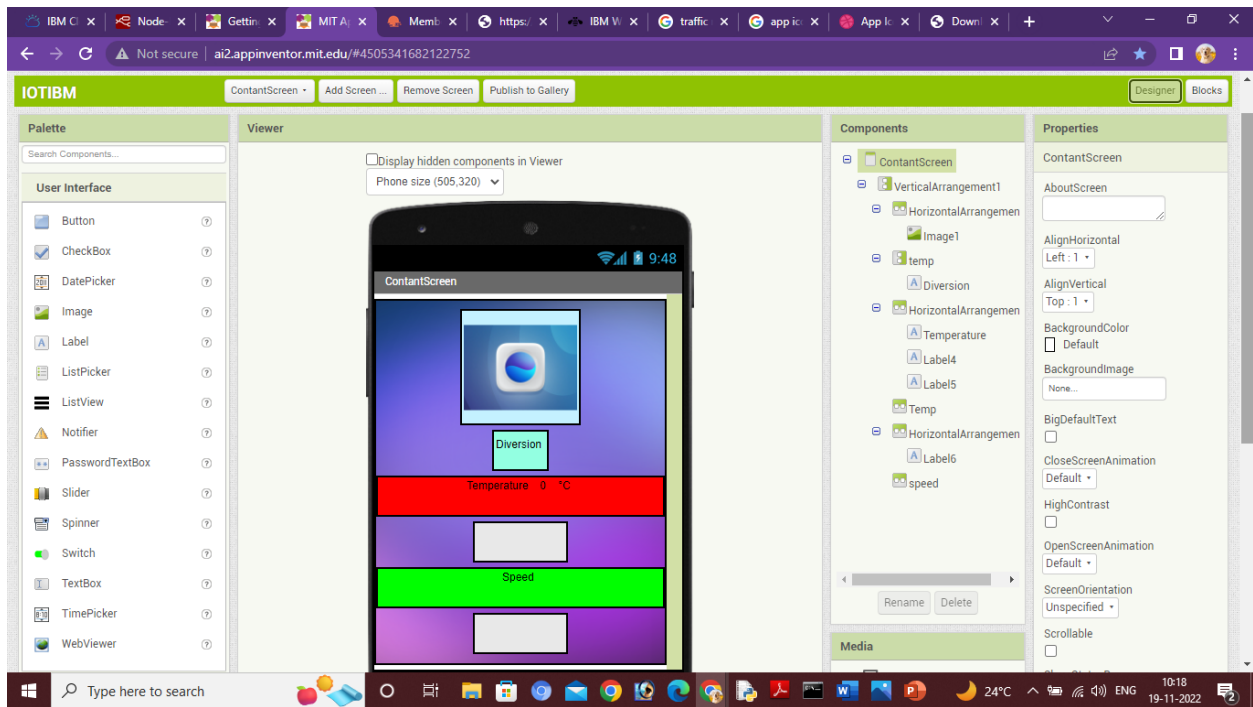 IBM Cl
Node-
Gettin
MIT Ap
Memb
https:/
IBM W
traffic
app ic
App Ic
Downl
Not secure
ai2.appinventor.mit.edu/#4505341682122752
IOTIBM
ContantScreen
Add Screen ...
Remove Screen
Publish to Gallery
Designer
Blocks
Palette
Search Components...
User Interface
Button
CheckBox
DatePicker
Image
Label
ListPicker
ListView
Notifier
PasswordTextBox
Slider
Spinner
Switch
TextBox
TimePicker
WebViewer
Viewer
Display hidden components in Viewer
Phone size (505,320)
9:48
ContantScreen
Diversion
Temperature 0 °C
Speed
Components
ContantScreen
VerticalArrangement1
HorizontalArrangemen
Image1
temp
Diversion
HorizontalArrangemen
Temperature
Label4
Label5
Temp
HorizontalArrangemen
Label6
speed
Rename
Delete
Media
Properties
ContantScreen
AboutScreen
AlignHorizontal
Left : 1
AlignVertical
Top : 1
BackgroundColor
Default
BackgroundImage
None...
BigDefaultText
CloseScreenAnimation
Default
HighContrast
OpenScreenAnimation
Default
ScreenOrientation
Unspecified
Scrollable
Type here to search
24°C
ENG
10:18
19-11-2022